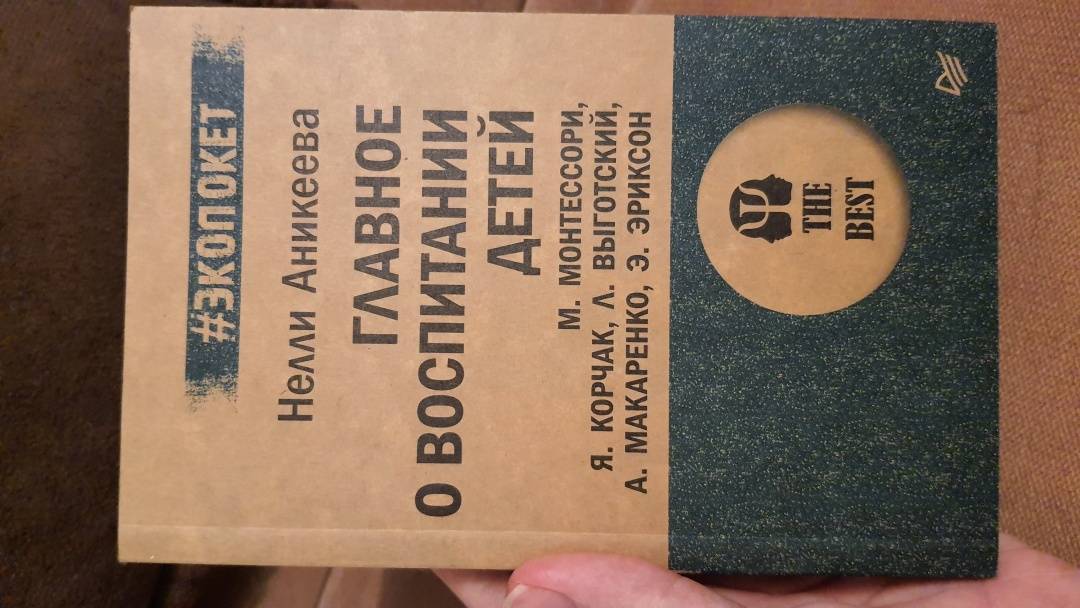 #ЭКОПОКЕТ
Нелли Аникеева
ГЛАВНОЕ
О ВОСПИТАНИИ
ДЕТЕЙ
М. МОНТЕССОРИ,
Я. КОРЧАК, Л. ВЫГОТСКИЙ,
А. МАКАРЕНКО, Э. ЭРИКСОН
THE
BEST